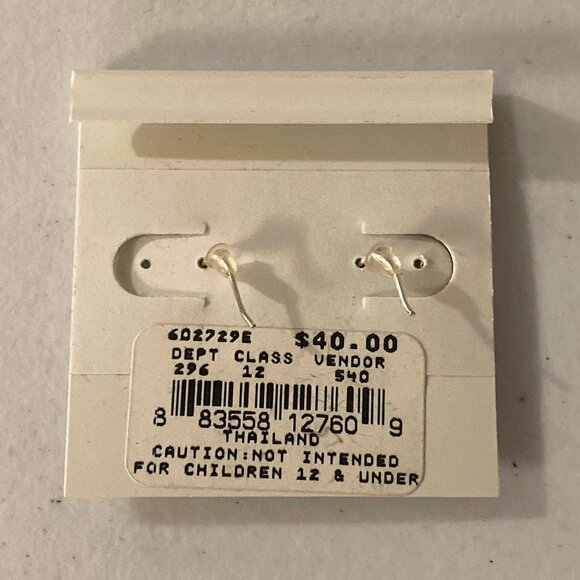 602729E $40.00
DEPT CLASS VENDOR
296 12 540
8 83558 12760 9
THAILAND
CAUTION:NOT INTENDED
FOR CHILDREN 12 & UNDER